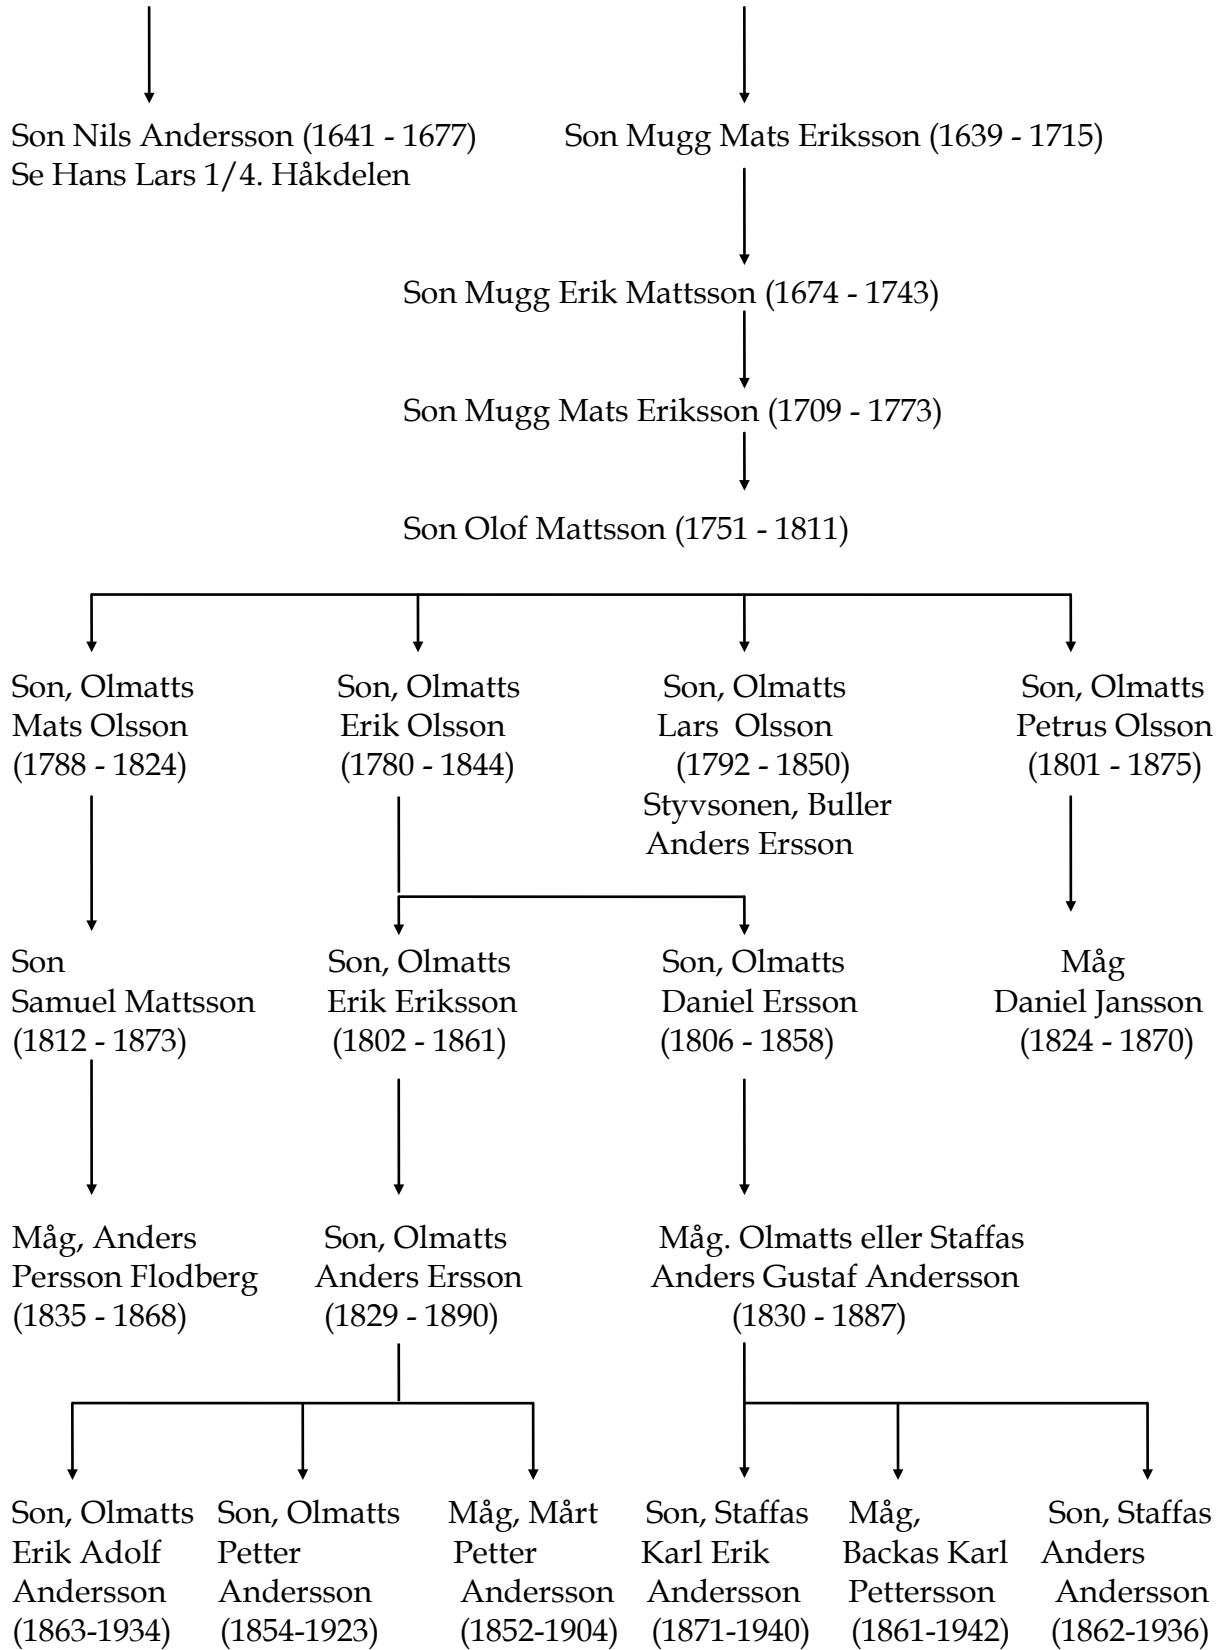 Son Nils Andersson (1641 - 1677)
Se Hans Lars 1/4. Håkdelen
Son Mugg Mats Eriksson (1639 - 1715)
Son Mugg Erik Mattsson (1674 - 1743)
Son Mugg Mats Eriksson (1709 - 1773)
Son Olof Mattsson (1751 - 1811)
Son, Olmatts
Mats Olsson
(1788 - 1824)
Son, Olmatts
Erik Olsson
(1780 - 1844)
Son, Olmatts
Lars Olsson
(1792 - 1850)
Styvsonen, Buller
Anders Ersson
Son, Olmatts
Petrus Olsson
(1801 - 1875)
Son
Samuel Mattsson
(1812 - 1873)
Son, Olmatts
Erik Eriksson
(1802 - 1861)
Son, Olmatts
Daniel Ersson
(1806 - 1858)
Måg
Daniel Jansson
(1824 - 1870)
Måg, Anders
Persson Flodberg
(1835 - 1868)
Son, Olmatts
Anders Ersson
(1829 - 1890)
Måg. Olmatts eller Staffas
Anders Gustaf Andersson
(1830 - 1887)
Son, Olmatts
Erik Adolf
Andersson
(1863-1934)
Son, Olmatts
Petter
Andersson
(1854-1923)
Måg, Mårt
Petter
Andersson
(1852-1904)
Son, Staffas
Karl Erik
Andersson
(1871-1940)
Måg,
Backas Karl
Pettersson
(1861-1942)
Son, Staffas
Anders
Andersson
(1862-1936)